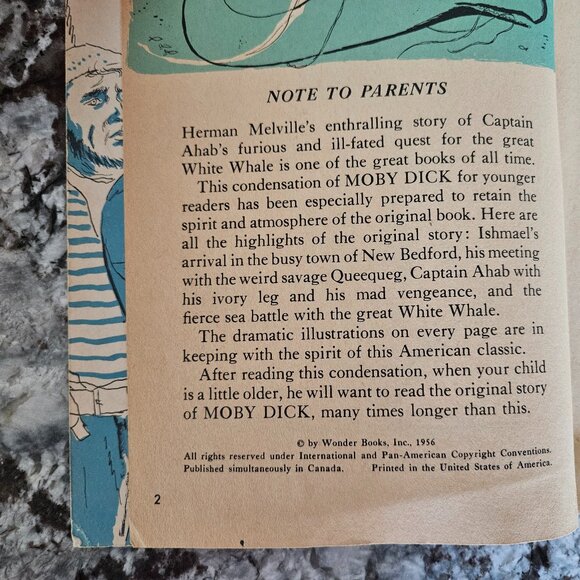 NOTE TO PARENTS
Herman Melville's enthralling story of Captain
Ahab's furious and ill-fated quest for the great
White Whale is one of the great books of all time.
This condensation of MOBY DICK for younger
readers has been especially prepared to retain the
spirit and atmosphere of the original book. Here are
all the highlights of the original story: Ishmael's
arrival in the busy town of New Bedford, his meeting
with the weird savage Queequeg, Captain Ahab with
his ivory leg and his mad vengeance, and the
fierce sea battle with the great White Whale.
The dramatic illustrations on every page are in
keeping with the spirit of this American classic.
After reading this condensation, when your child
is a little older, he will want to read the original story
of MOBY DICK, many times longer than this.
© by Wonder Books, Inc., 1956
All rights reserved under International and Pan-American Copyright Conventions.
Published simultaneously in Canada. Printed in the United States of America.
2